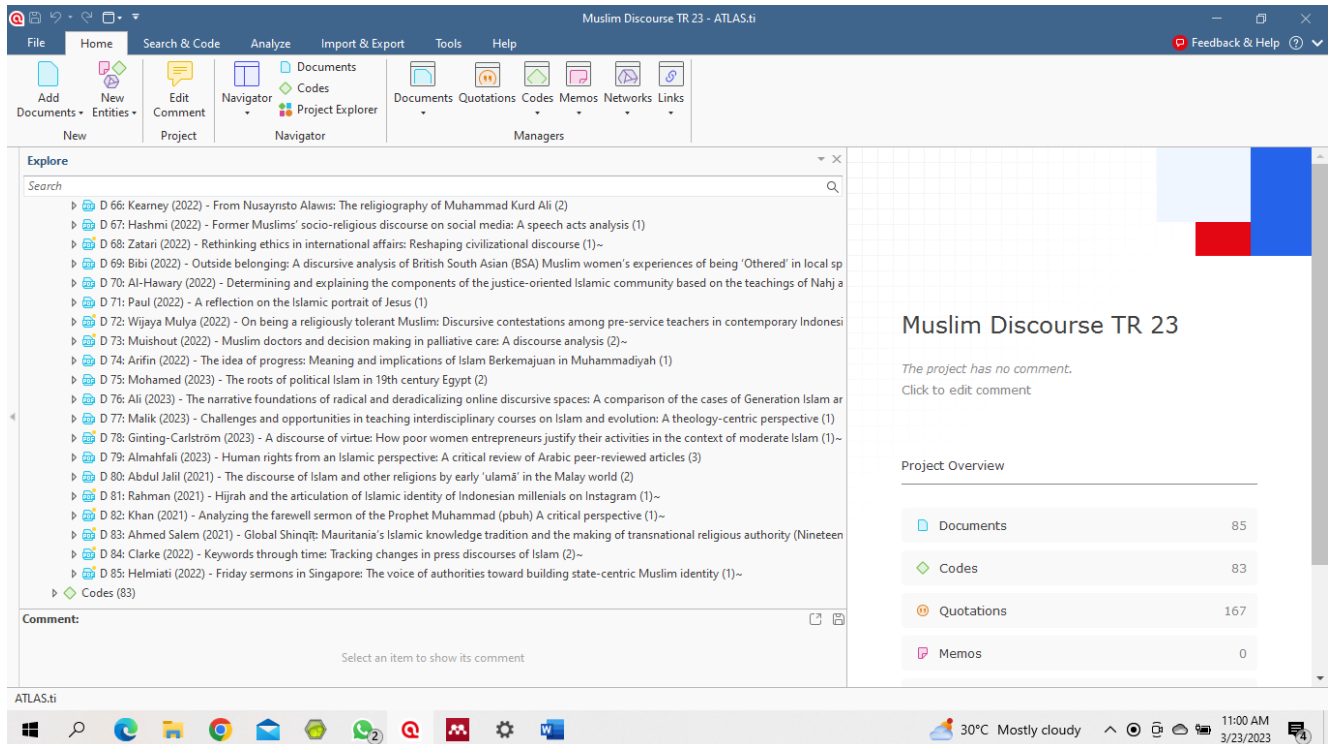 Muslim Discourse TR 23 - ATLAS.ti
File Home Search & Code Analyze Import & Export Tools Help Feedback & Help
Add Documents New Entities Edit Comment Navigator Documents Codes Project Explorer Documents Quotations Codes Memos Networks Links
New Project Navigator Managers
Explore
Search
D 66: Kearney (2022) - From Nusayrısto Alawıs: The religiography of Muhammad Kurd Ali (2)
D 67: Hashmi (2022) - Former Muslims' socio-religious discourse on social media: A speech acts analysis (1)
D 68: Zatari (2022) - Rethinking ethics in international affairs: Reshaping civilizational discourse (1)~
D 69: Bibi (2022) - Outside belonging: A discursive analysis of British South Asian (BSA) Muslim women's experiences of being 'Othered' in local sp
D 70: Al-Hawary (2022) - Determining and explaining the components of the justice-oriented Islamic community based on the teachings of Nahj a
D 71: Paul (2022) - A reflection on the Islamic portrait of Jesus (1)
D 72: Wijaya Mulya (2022) - On being a religiously tolerant Muslim: Discursive contestations among pre-service teachers in contemporary Indonesi
D 73: Muishout (2022) - Muslim doctors and decision making in palliative care: A discourse analysis (2)~
D 74: Arifin (2022) - The idea of progress: Meaning and implications of Islam Berkemajuan in Muhammadiyah (1)
D 75: Mohamed (2023) - The roots of political Islam in 19th century Egypt (2)
D 76: Ali (2023) - The narrative foundations of radical and deradicalizing online discursive spaces: A comparison of the cases of Generation Islam ar
D 77: Malik (2023) - Challenges and opportunities in teaching interdisciplinary courses on Islam and evolution: A theology-centric perspective (1)
D 78: Ginting-Carlström (2023) - A discourse of virtue: How poor women entrepreneurs justify their activities in the context of moderate Islam (1)~
D 79: Almahfali (2023) - Human rights from an Islamic perspective: A critical review of Arabic peer-reviewed articles (3)
D 80: Abdul Jalil (2021) - The discourse of Islam and other religions by early 'ulamā' in the Malay world (2)
D 81: Rahman (2021) - Hijrah and the articulation of Islamic identity of Indonesian millenials on Instagram (1)~
D 82: Khan (2021) - Analyzing the farewell sermon of the Prophet Muhammad (pbuh) A critical perspective (1)~
D 83: Ahmed Salem (2021) - Global Shinqīṭ: Mauritania's Islamic knowledge tradition and the making of transnational religious authority (Nineteen
D 84: Clarke (2022) - Keywords through time: Tracking changes in press discourses of Islam (2)~
D 85: Helmiati (2022) - Friday sermons in Singapore: The voice of authorities toward building state-centric Muslim identity (1)~
Codes (83)
Comment:
Select an item to show its comment
Muslim Discourse TR 23
The project has no comment.
Click to edit comment
Project Overview
Documents 85
Codes 83
Quotations 167
Memos 0
ATLAS.ti
2
30°C Mostly cloudy
11:00 AM
3/23/2023
4